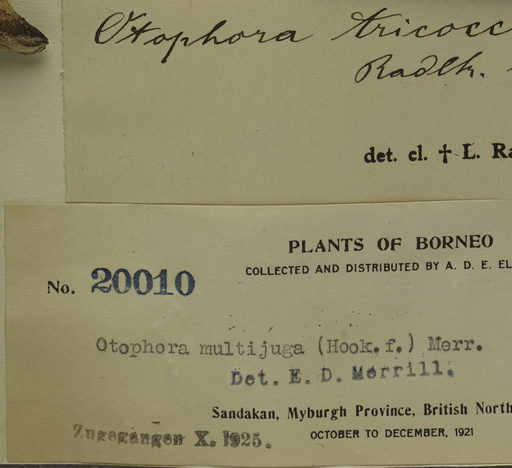 Otophora tricocc
Radlk.
det. cl. † L. Ra
PLANTS OF BORNEO
No. 20010
COLLECTED AND DISTRIBUTED BY A. D. E. EL
Otophora multijuga (Hook.f.) Merr.
Det. E. D. Merrill.
Sandakan, Myburgh Province, British North
Zugegangen X. 1925.
OCTOBER TO DECEMBER, 1921